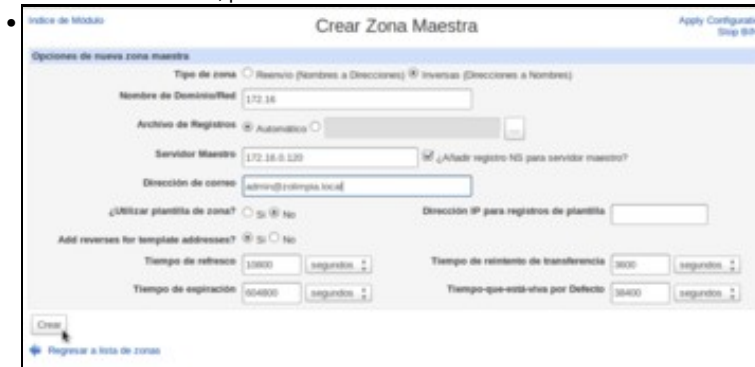 Índice de Módulo
Crear Zona Maestra
Apply Configurati
Stop BIN
Opciones de nueva zona maestra
Tipo de zona Reenvío (Nombres a Direcciones) Inversas (Direcciones a Nombres)
Nombre de Dominio/Red 172.16
Archivo de Registros Automático ...
Servidor Maestro 172.16.0.120 ¿Añadir registro NS para servidor maestro?
Dirección de correo admin@zolimpia.local
¿Utilizar plantilla de zona? Si No Dirección IP para registros de plantilla
Add reverses for template addresses? Si No
Tiempo de refresco 10800 segundos Tiempo de reintento de transferencia 3600 segundos
Tiempo de expiración 604800 segundos Tiempo-que-está-viva por Defecto 38400 segundos
Crear
Regresar a lista de zonas